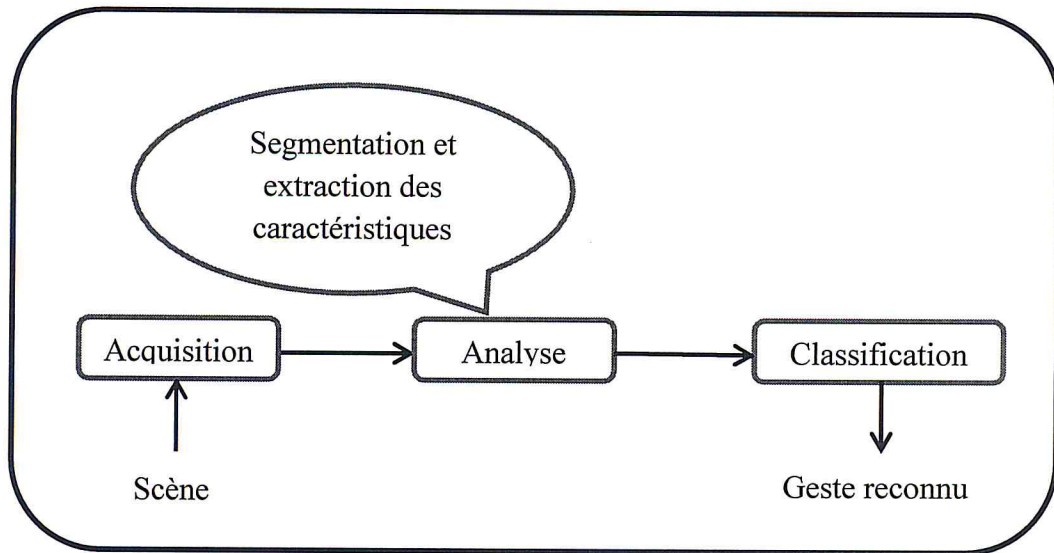 Segmentation et
extraction des
caractéristiques
Acquisition
Analyse
Classification
Scène
Geste reconnu